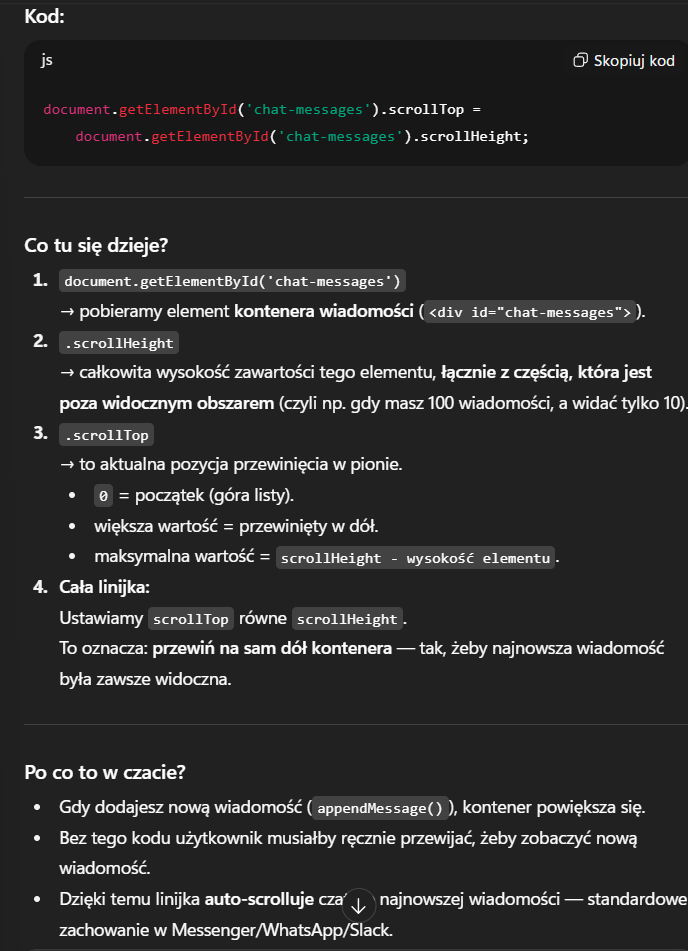 Kod:
js
Skopiuj kod
document.getElementById('chat-messages').scrollTop =
document.getElementById('chat-messages').scrollHeight;
Co tu się dzieje?
1. document.getElementById('chat-messages')
→ pobieramy element kontenera wiadomości (<div id="chat-messages">).
2. .scrollHeight
→ całkowita wysokość zawartości tego elementu, łącznie z częścią, która jest
poza widocznym obszarem (czyli np. gdy masz 100 wiadomości, a widać tylko 10).
3. .scrollTop
→ to aktualna pozycja przewinięcia w pionie.
• 0 = początek (góra listy).
• większa wartość = przewinięty w dół.
• maksymalna wartość = scrollHeight - wysokość elementu.
4. Cała linijka:
Ustawiamy scrollTop równe scrollHeight.
To oznacza: przewiń na sam dół kontenera — tak, żeby najnowsza wiadomość
była zawsze widoczna.
Po co to w czacie?
• Gdy dodajesz nową wiadomość (appendMessage()), kontener powiększa się.
• Bez tego kodu użytkownik musiałby ręcznie przewijać, żeby zobaczyć nową
wiadomość.
• Dzięki temu linijka auto-scrolluje najnowszej wiadomości — standardowe
zachowanie w Messenger/WhatsApp/Slack.